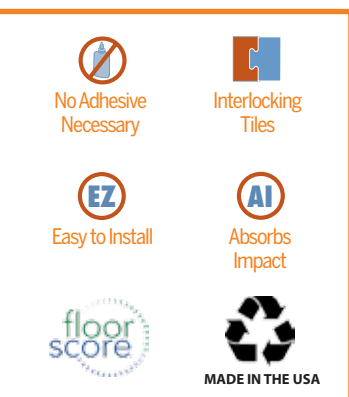 No Adhesive
Necessary
Interlocking
Tiles
EZ
Easy to Install
AI
Absorbs
Impact
floor
score
MADE IN THE USA